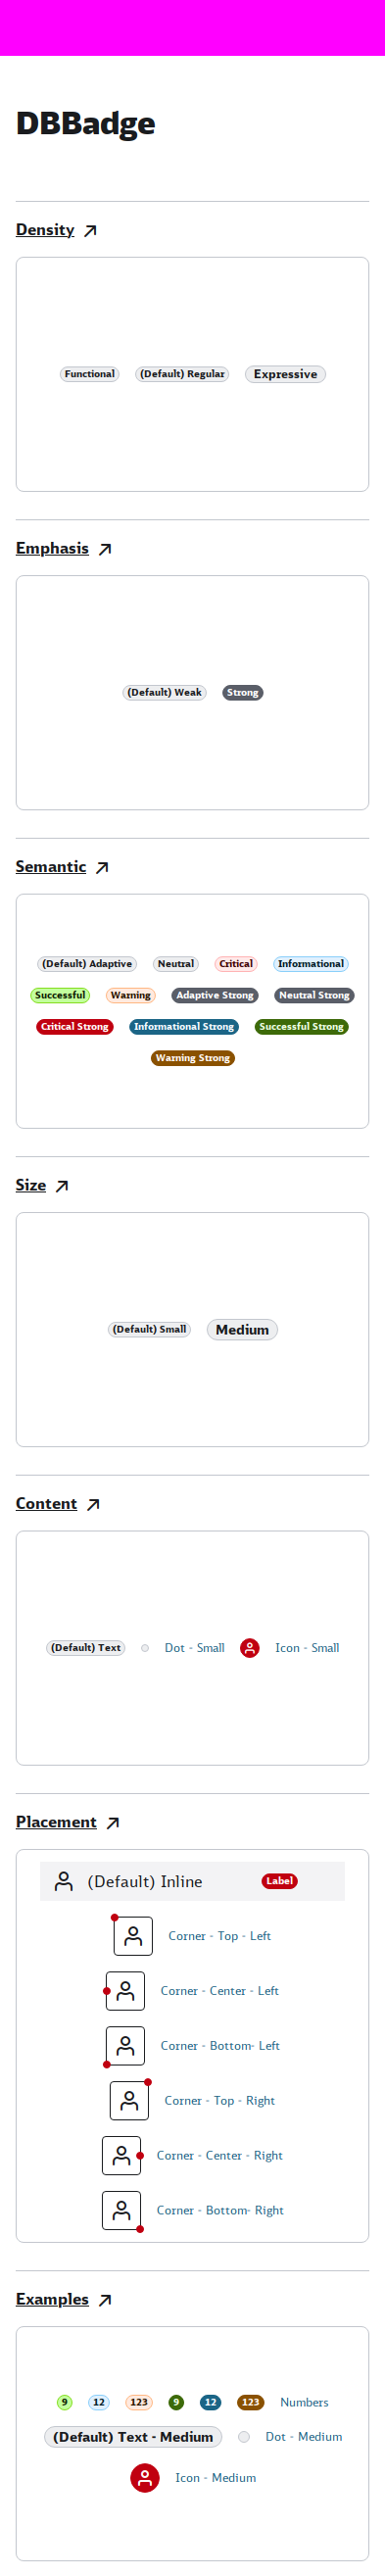 DBBadge
Density
Functional (Default) Regular Expressive
Emphasis
(Default) Weak Strong
Semantic
(Default) Adaptive Neutral Critical Informational
Successful Warning Adaptive Strong Neutral Strong
Critical Strong Informational Strong Successful Strong
Warning Strong
Size
(Default) Small Medium
Content
(Default) Text Dot - Small Icon - Small
Placement
(Default) Inline Label
Corner - Top - Left
Corner - Center - Left
Corner - Bottom- Left
Corner - Top - Right
Corner - Center - Right
Corner - Bottom- Right
Examples
9 12 123 9 12 123 Numbers
(Default) Text - Medium Dot - Medium
Icon - Medium